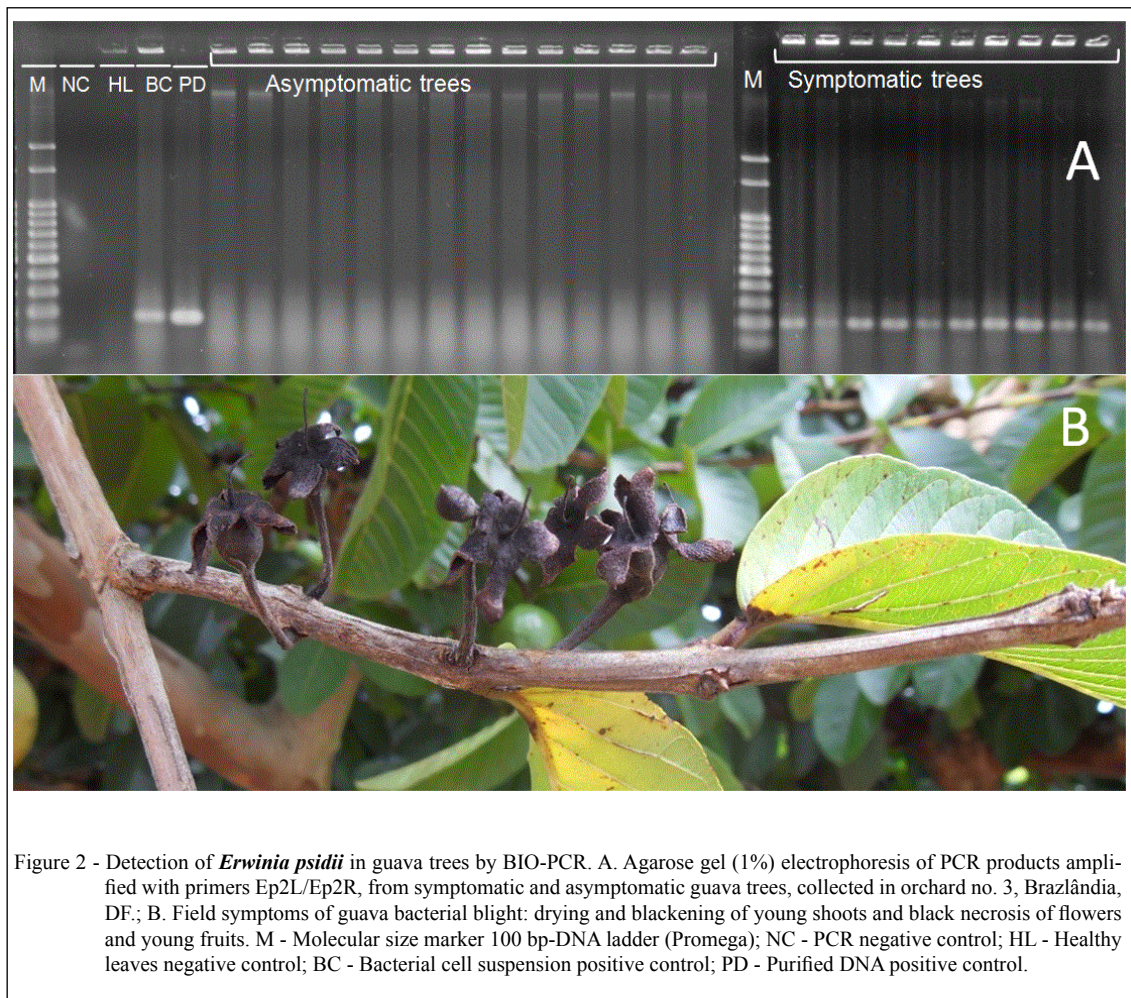 M NC HL BC PD Asymptomatic trees M Symptomatic trees
A
B
Figure 2 - Detection of Erwinia psidii in guava trees by BIO-PCR. A. Agarose gel (1%) electrophoresis of PCR products ampli-
fied with primers Ep2L/Ep2R, from symptomatic and asymptomatic guava trees, collected in orchard no. 3, Brazlândia,
DF.; B. Field symptoms of guava bacterial blight: drying and blackening of young shoots and black necrosis of flowers
and young fruits. M - Molecular size marker 100 bp-DNA ladder (Promega); NC - PCR negative control; HL - Healthy
leaves negative control; BC - Bacterial cell suspension positive control; PD - Purified DNA positive control.